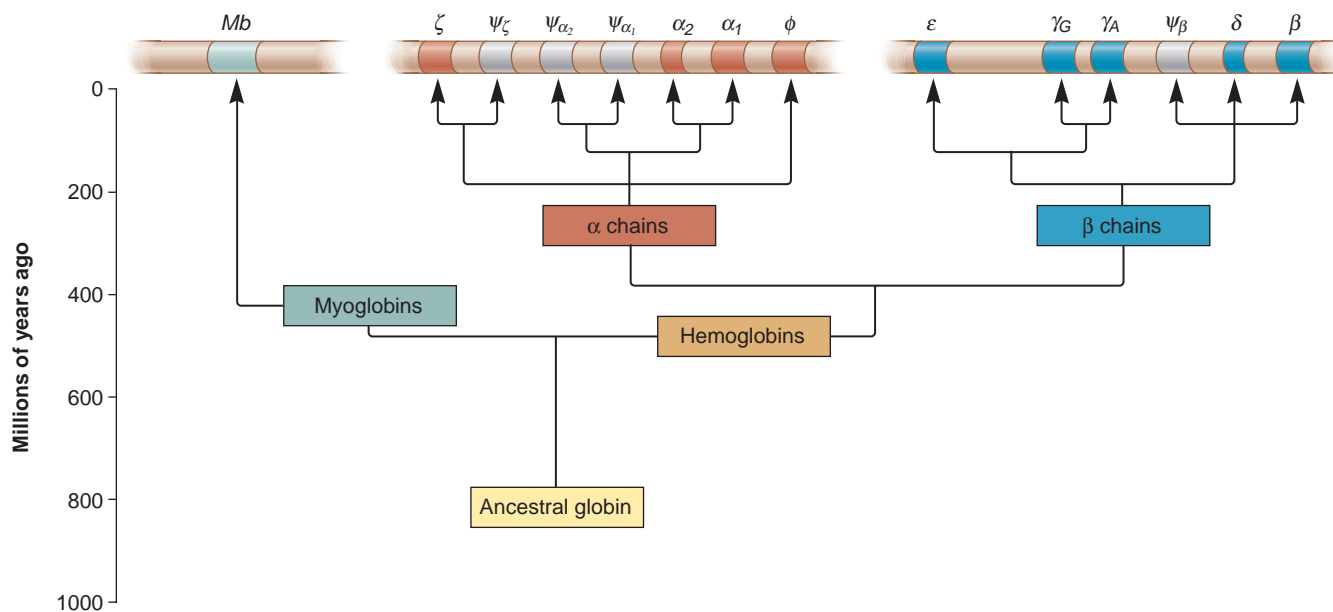 Mb ζ ψζ ψα2 ψα1 α2 α1 ϕ ε γG γA ψβ δ β
0
200
α chains β chains
400
Myoglobins
Hemoglobins
600
800
Ancestral globin
1000
Millions of years ago